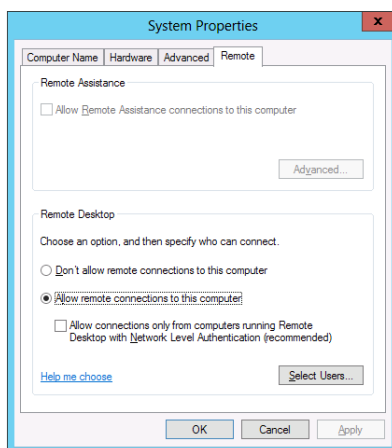 System Properties
x
Computer Name Hardware Advanced Remote
Remote Assistance
Allow Remote Assistance connections to this computer
Advanced...
Remote Desktop
Choose an option, and then specify who can connect.
Don't allow remote connections to this computer
Allow remote connections to this computer
Allow connections only from computers running Remote
Desktop with Network Level Authentication (recommended)
Help me choose
Select Users...
OK Cancel Apply